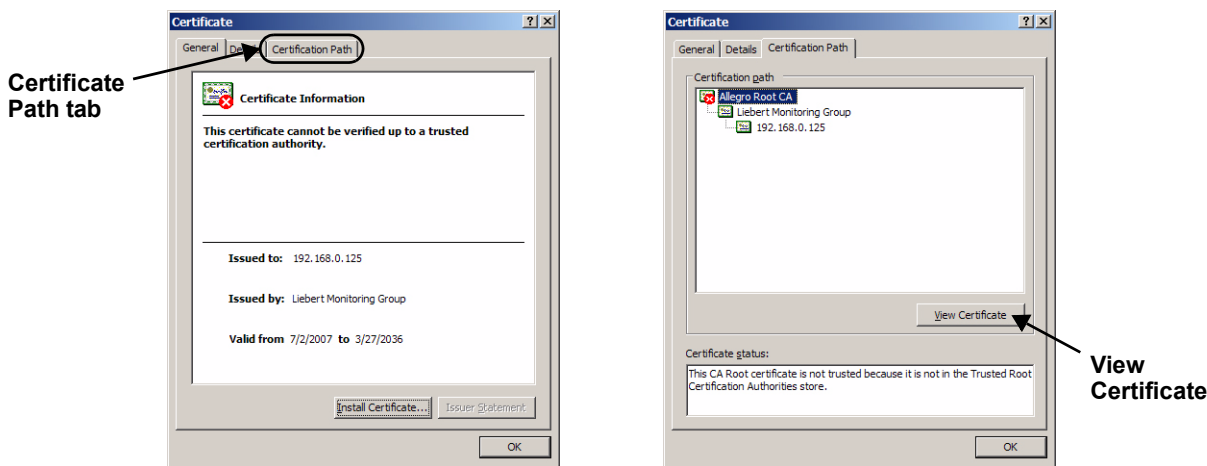 Certificate
General Details Certification Path
Certificate
Path tab
Certificate Information
This certificate cannot be verified up to a trusted
certification authority.
Issued to: 192.168.0.125
Issued by: Liebert Monitoring Group
Valid from 7/2/2007 to 3/27/2036
Install Certificate... Issuer Statement
OK
Certificate
General Details Certification Path
Certification path
Allegro Root CA
Liebert Monitoring Group
192.168.0.125
View Certificate
View
Certificate
Certificate status:
This CA Root certificate is not trusted because it is not in the Trusted Root
Certification Authorities store.
OK